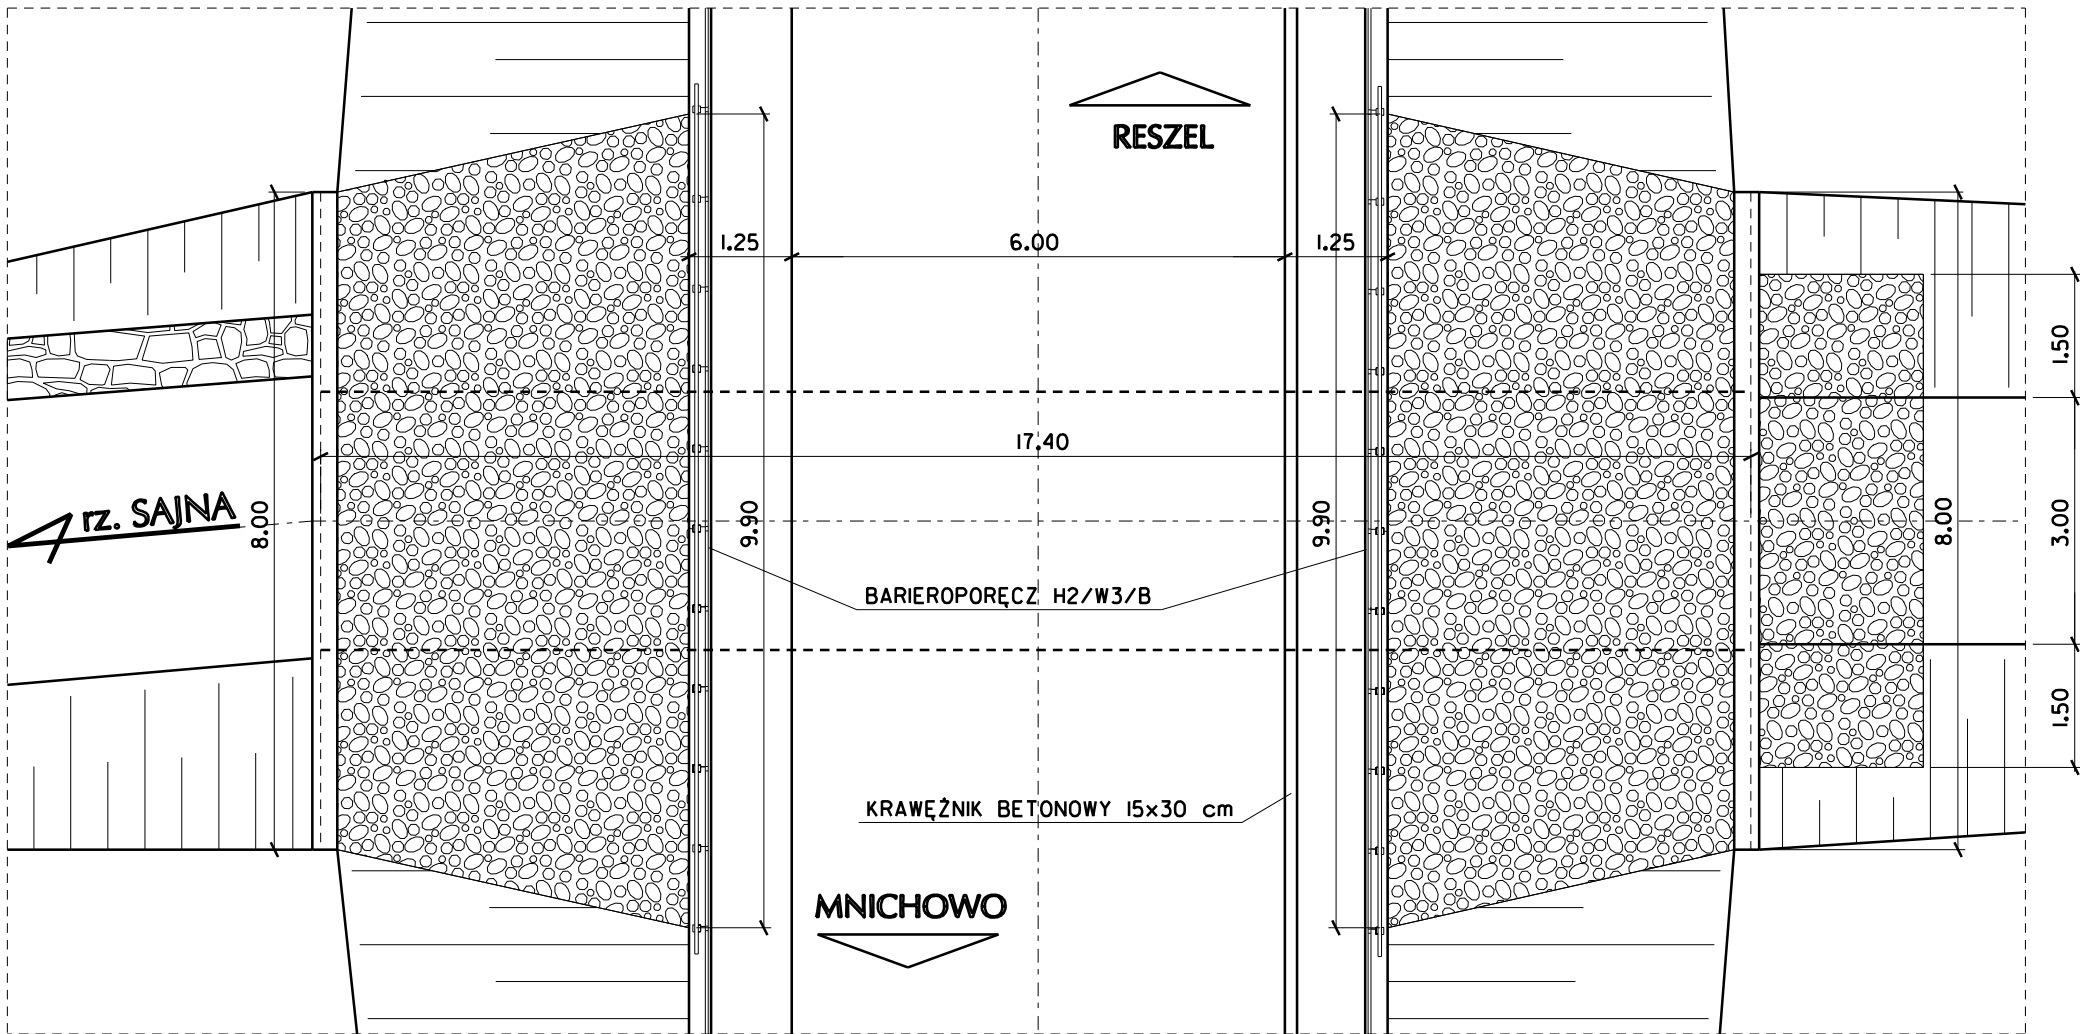 RESZEL
1.25
6.00
1.25
1.50
17.40
rz. SAJNA
8.00
9.90
9.90
8.00
3.00
BARIEROPORĘCZ H2/W3/B
1.50
KRAWĘŻNIK BETONOWY 15x30 cm
MNICHOWO